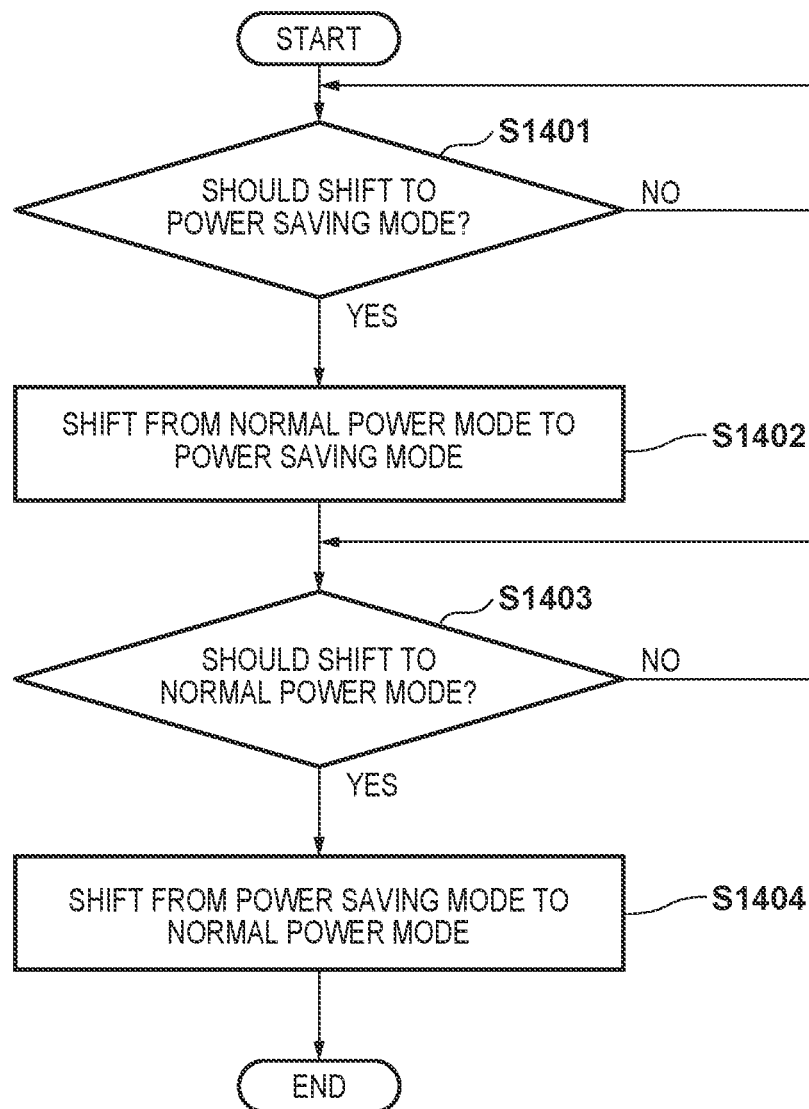 START
S1401
SHOULD SHIFT TO
POWER SAVING MODE?
NO
YES
SHIFT FROM NORMAL POWER MODE TO
POWER SAVING MODE
S1402
S1403
SHOULD SHIFT TO
NORMAL POWER MODE?
NO
YES
SHIFT FROM POWER SAVING MODE TO
NORMAL POWER MODE
S1404
END